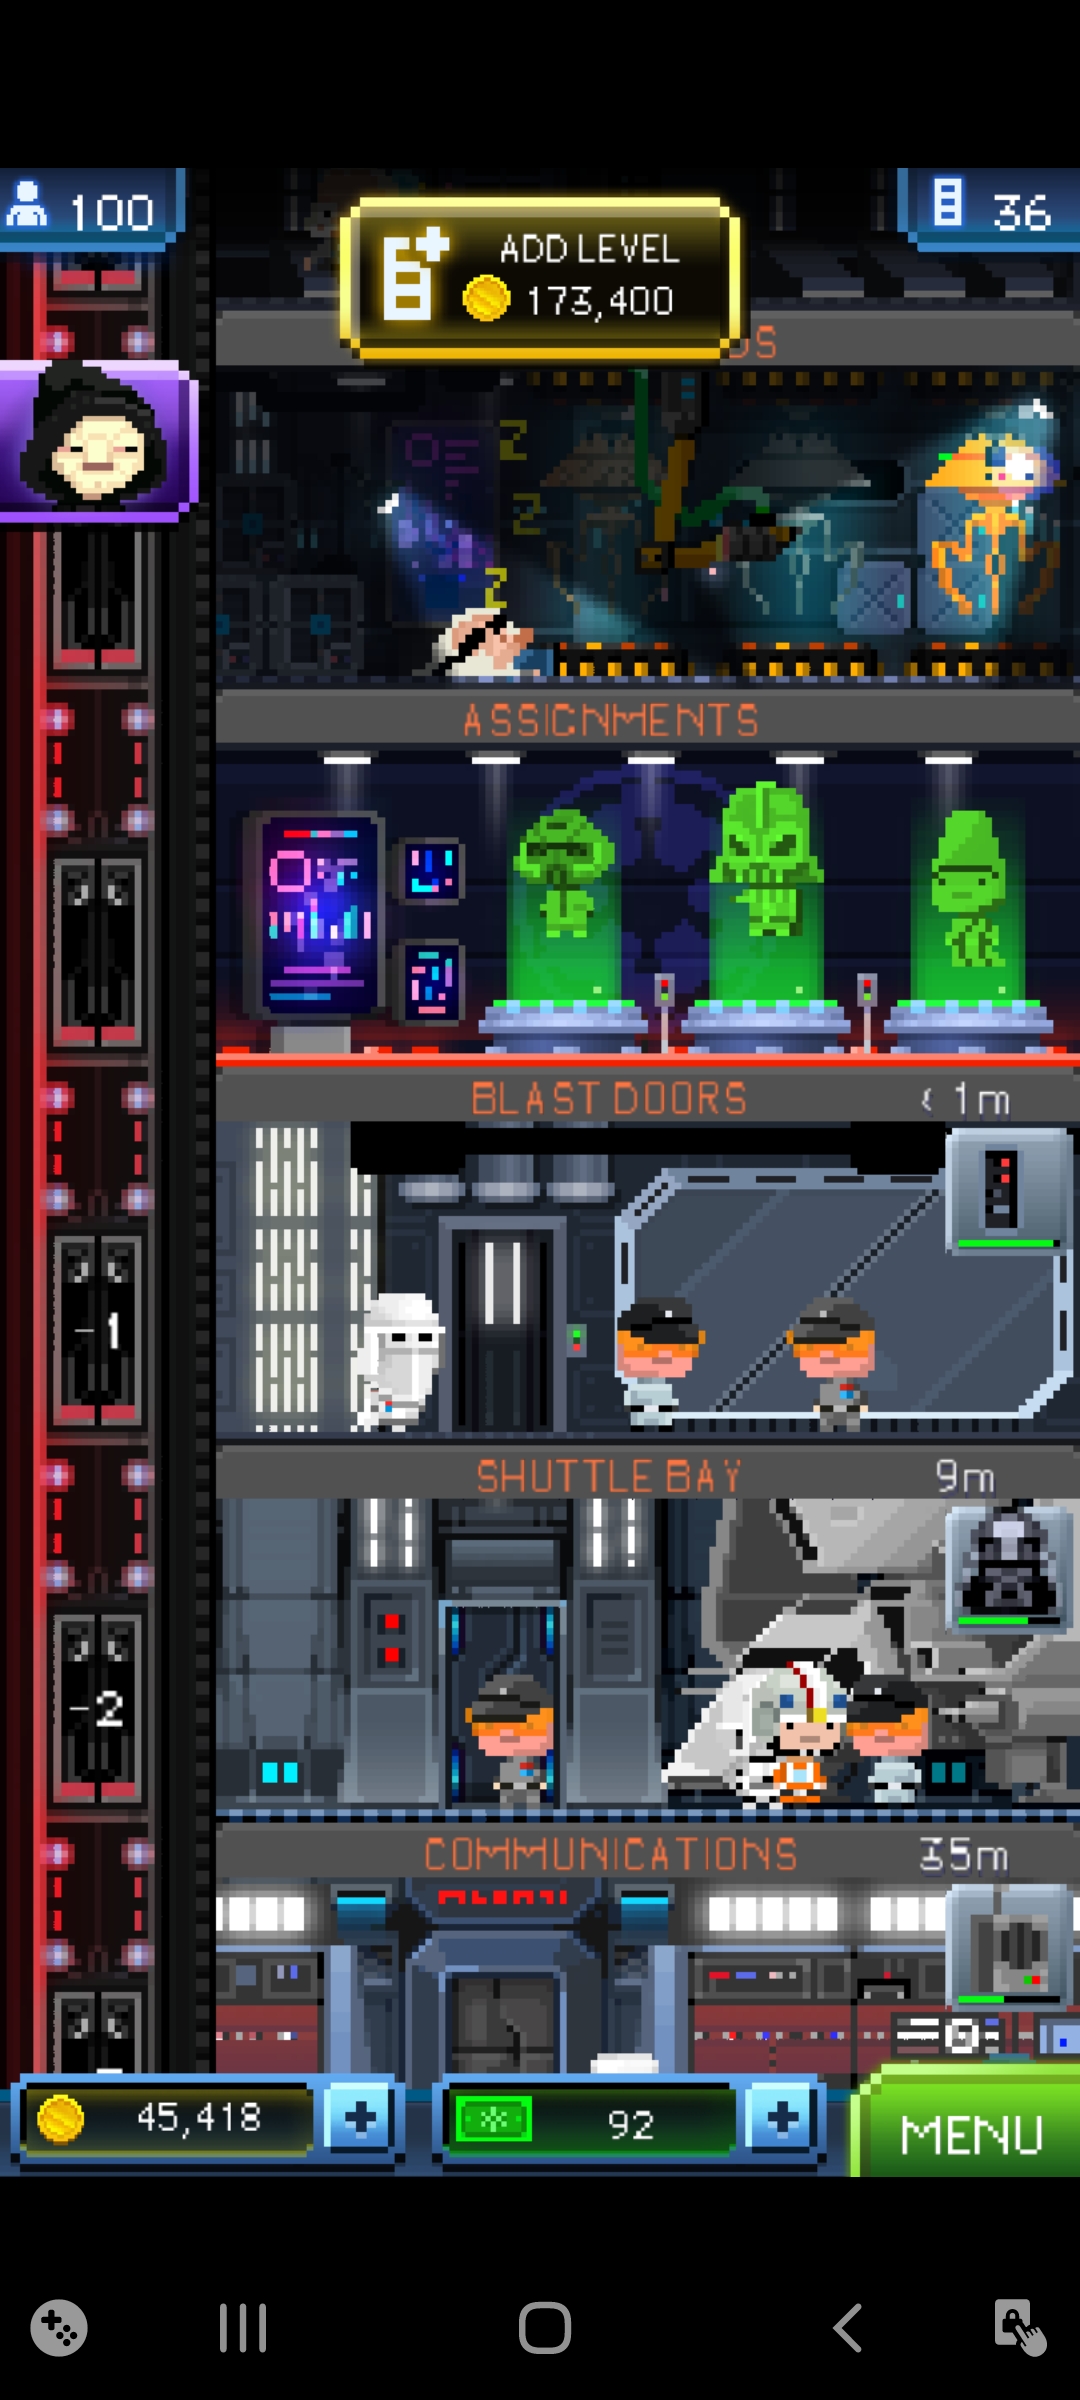 100
ADD LEVEL
173,400
36
DS
Z
Z
Z
ASSIGNMENTS
BLAST DOORS < 1m
-1
SHUTTLE BAY 9m
-2
COMMUNICATIONS 35m
45,418
92
MENU